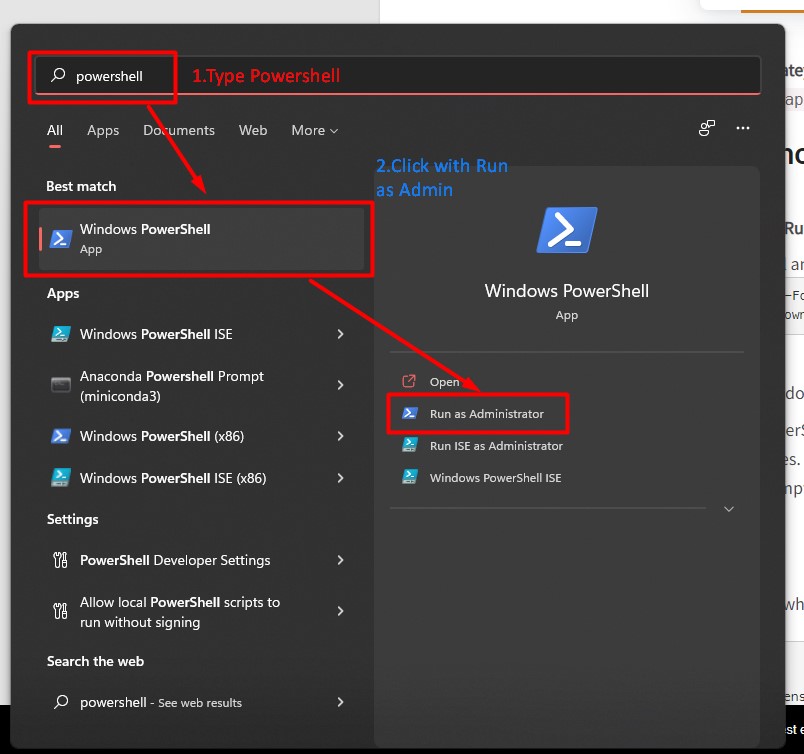 powershell
1.Type Powershell
All Apps Documents Web More
2.Click with Run
as Admin
Best match
Windows PowerShell
App
Apps
Windows PowerShell ISE
Anaconda Powershell Prompt
(miniconda3)
Windows PowerShell (x86)
Windows PowerShell ISE (x86)
Settings
PowerShell Developer Settings
Allow local PowerShell scripts to
run without signing
Search the web
powershell - See web results
Windows PowerShell
App
Open
Run as Administrator
Run ISE as Administrator
Windows PowerShell ISE